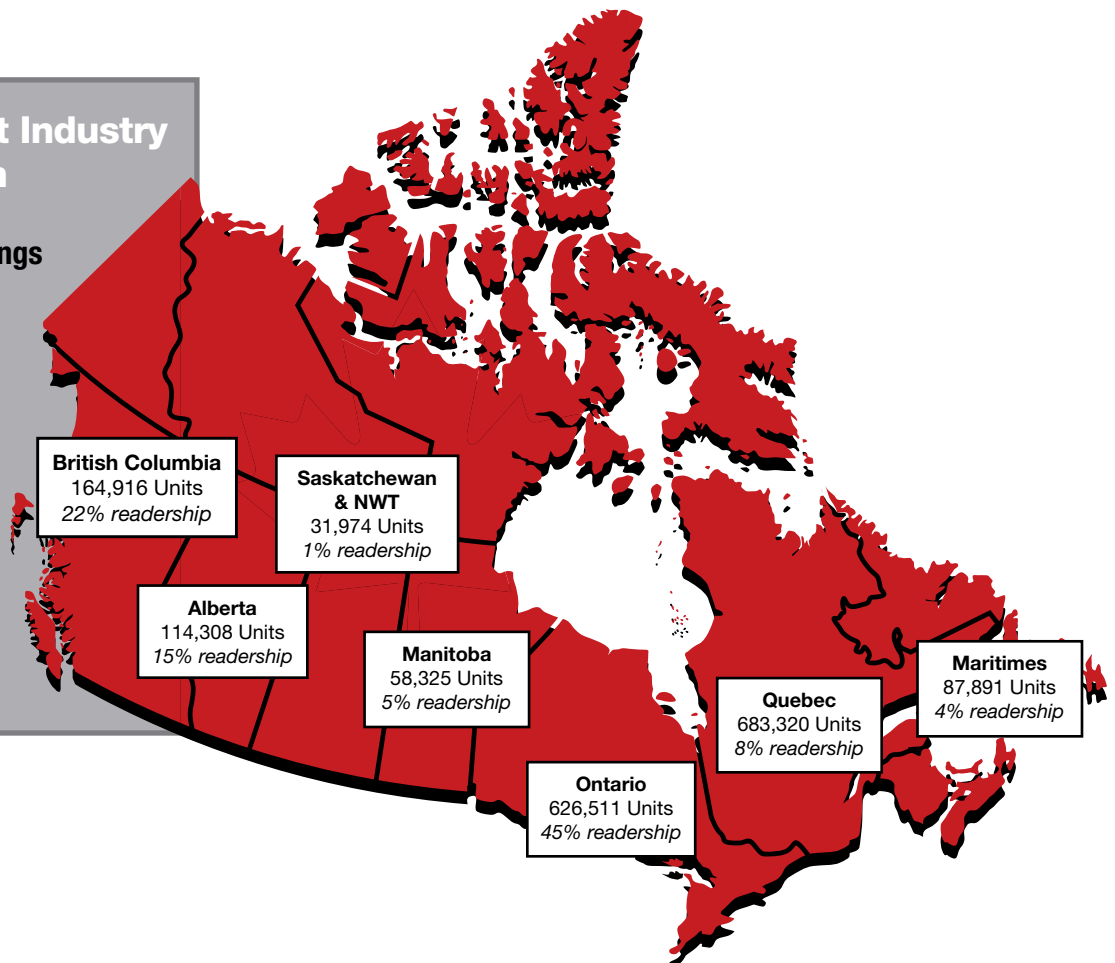 t Industry
n
ngs
British Columbia
164,916 Units
22% readership
Saskatchewan
& NWT
31,974 Units
1% readership
Alberta
114,308 Units
15% readership
Manitoba
58,325 Units
5% readership
Maritimes
87,891 Units
4% readership
Quebec
683,320 Units
8% readership
Ontario
626,511 Units
45% readership